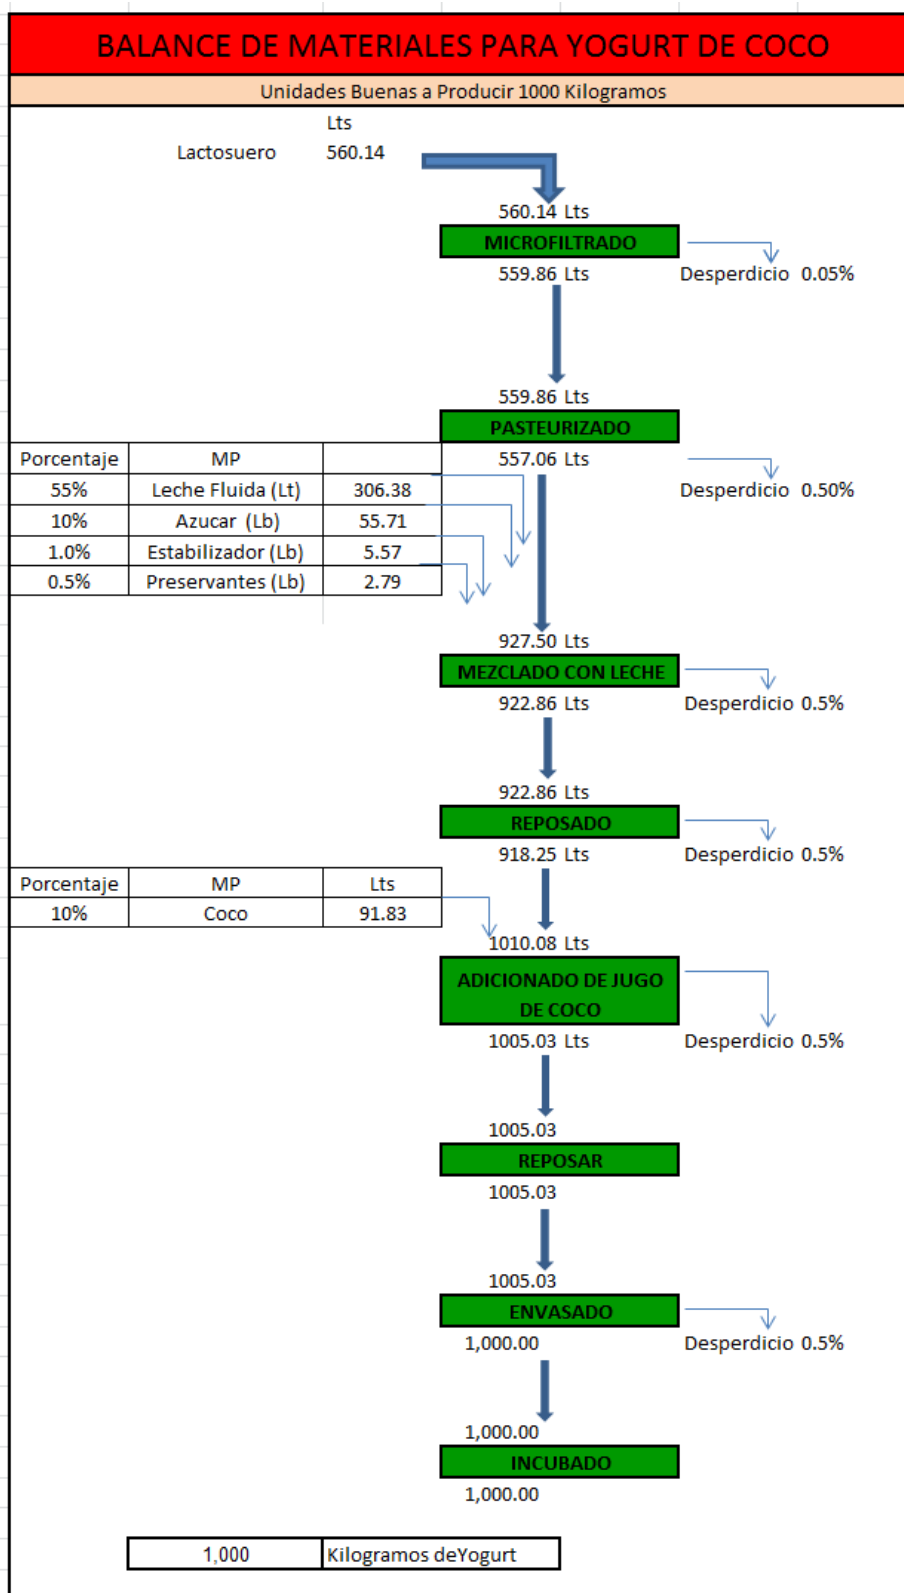 BALANCE DE MATERIALES PARA YOGURT DE COCO
Unidades Buenas a Producir 1000 Kilogramos
Lts
Lactosuero 560.14
560.14 Lts
MICROFILTRADO
559.86 Lts Desperdicio 0.05%
559.86 Lts
PASTEURIZADO
Porcentaje MP 557.06 Lts
55% Leche Fluida (Lt) 306.38 Desperdicio 0.50%
10% Azucar (Lb) 55.71
1.0% Estabilizador (Lb) 5.57
0.5% Preservantes (Lb) 2.79
927.50 Lts
MEZCLADO CON LECHE
922.86 Lts Desperdicio 0.5%
922.86 Lts
REPOSADO
918.25 Lts Desperdicio 0.5%
Porcentaje MP Lts
10% Coco 91.83
1010.08 Lts
ADICIONADO DE JUGO
DE COCO
1005.03 Lts Desperdicio 0.5%
1005.03
REPOSAR
1005.03
1005.03
ENVASADO
1,000.00 Desperdicio 0.5%
1,000.00
INCUBADO
1,000.00
1,000 Kilogramos deYogurt